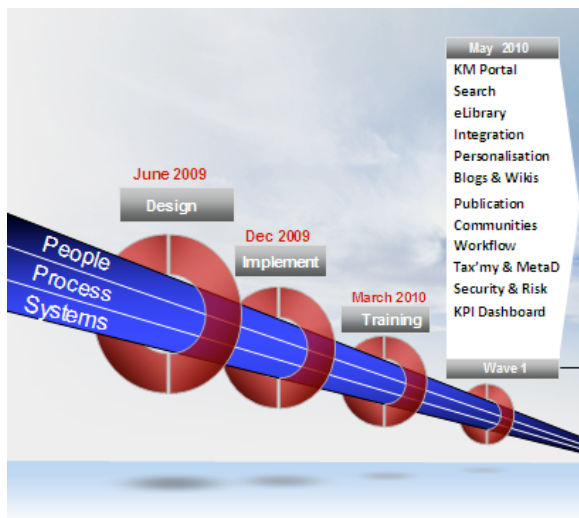 May 2010
KM Portal
Search
eLibrary
Integration
Personalisation
Blogs & Wikis
Publication
Communities
Workflow
Tax'my & MetaD
Security & Risk
KPI Dashboard
Wave 1
June 2009
Design
Dec 2009
Implement
March 2010
Training
People
Process
Systems